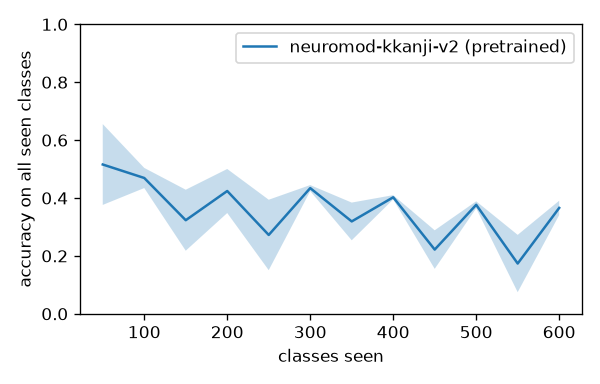 1.0
neuromod-kkanji-v2 (pretrained)
0.8
0.6
0.4
0.2
0.0
accuracy on all seen classes
100 200 300 400 500 600
classes seen